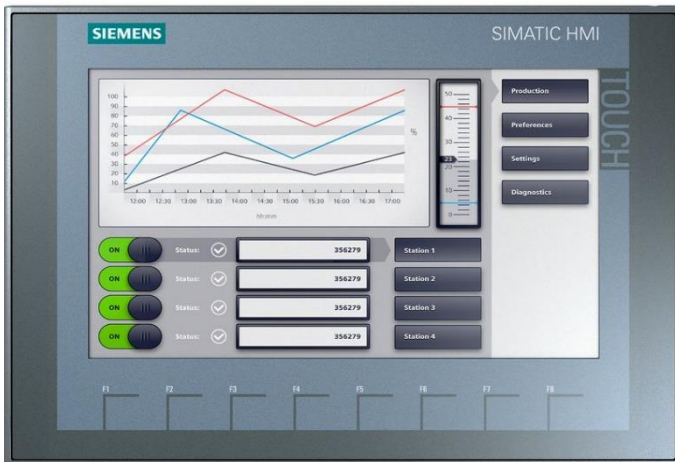 SIEMENS
SIMATIC HMI
TOUCH
100
90
80
70
60
50
40
30
20
10
%
12:00 12:30 13:00 13:30 14:00 14:30 15:00 15:30 16:00 16:30 17:00
hh:mm
50
40
30
23
20
10
0
Production
Preferences
Settings
Diagnostics
ON Status: 356279 Station 1
ON Status: 356279 Station 2
ON Status: 356279 Station 3
ON Status: 356279 Station 4
F1 F2 F3 F4 F5 F6 F7 F8